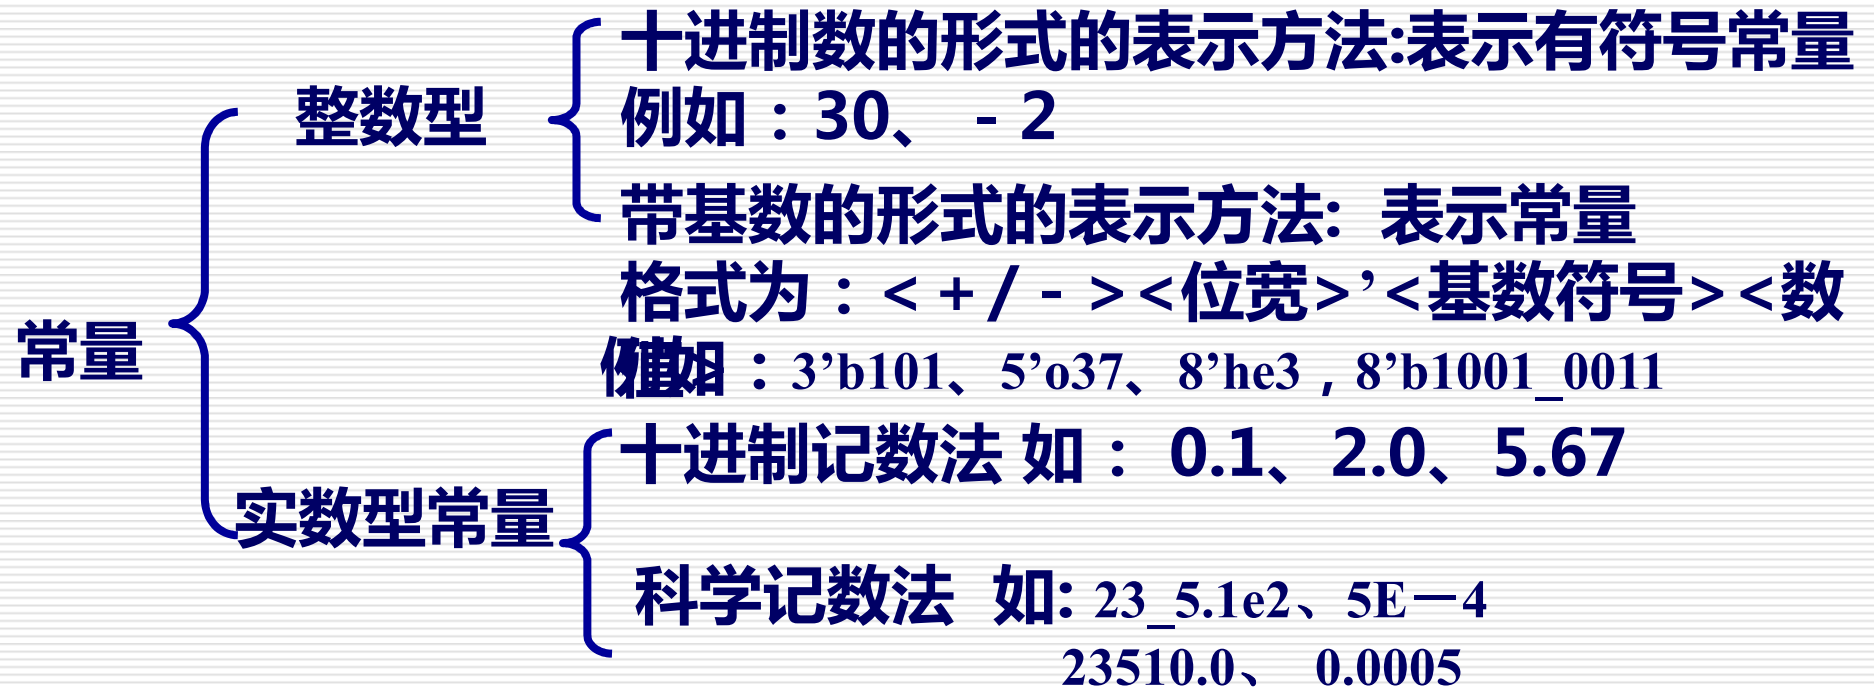 十进制数的形式的表示方法:表示有符号常量
整数型
例如：30、 -2
带基数的形式的表示方法: 表示常量
格式为：<+/-><位宽>’<基数符号><数
值>
常量
例如：3’b101、5’o37、8’he3，8’b1001_0011
十进制记数法 如： 0.1、2.0、5.67
实数型常量
科学记数法 如: 23_5.1e2、5E－4
23510.0、 0.0005